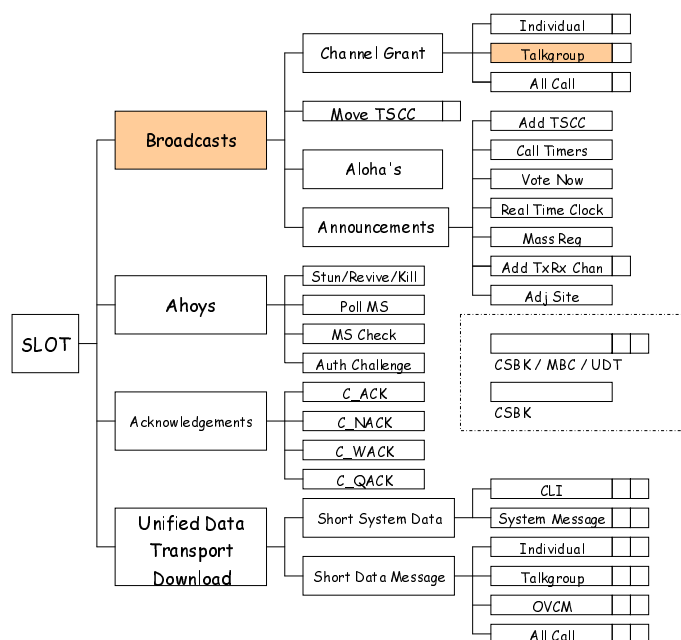 SLOT
Broadcasts
Channel Grant
Individual
Talkgroup
All Call
Move TSCC
Aloha's
Announcements
Add TSCC
Call Timers
Vote Now
Real Time Clock
Mass Reg
Add TxRx Chan
Adj Site
Ahoys
Stun/Revive/Kill
Poll MS
MS Check
Auth Challenge
CSBK / MBC / UDT
CSBK
Acknowledgements
C_ACK
C_NACK
C_WACK
C_QACK
Unified Data
Transport
Download
Short System Data
CLI
System Message
Short Data Message
Individual
Talkgroup
OVCM
All Call